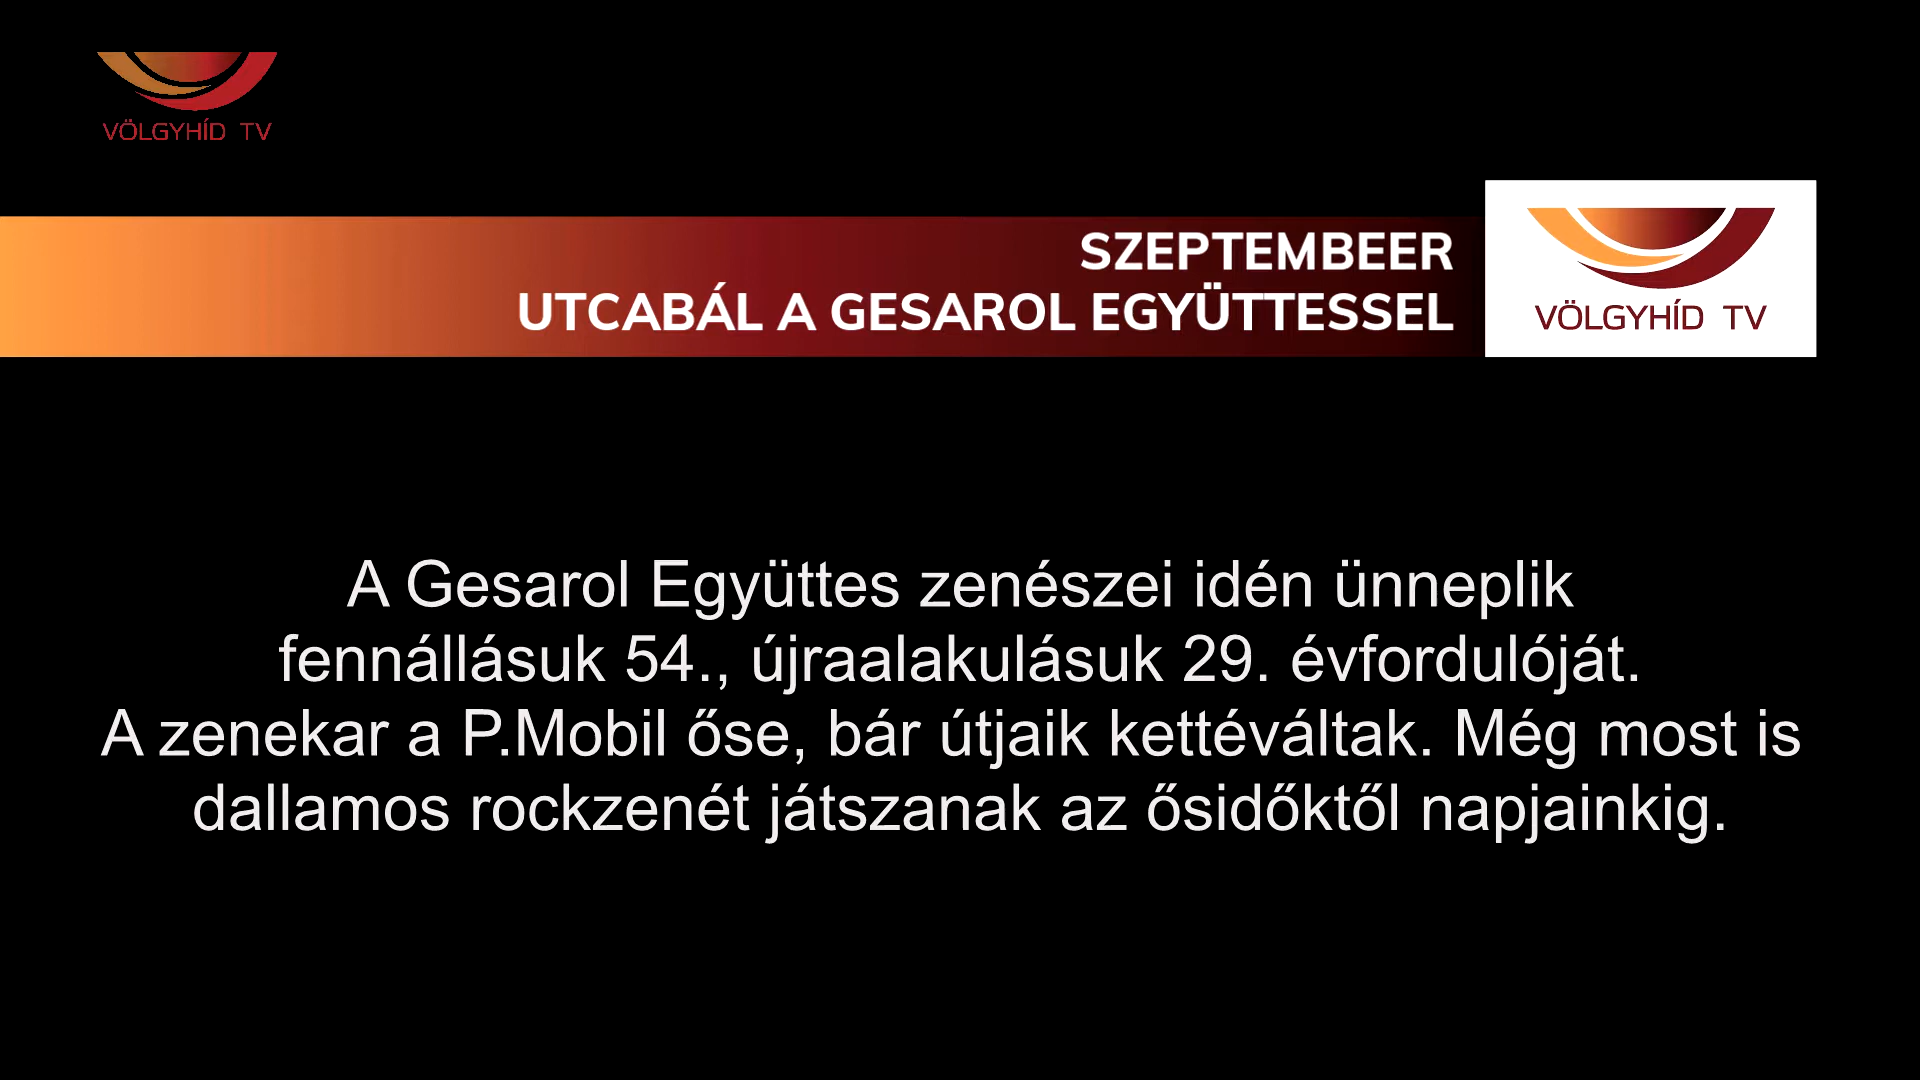 VÖLGYHÍD TV
SZEPTEMBEER
UTCABÁL A GESAROL EGYÜTTESSEL
VÖLGYHÍD TV
A Gesarol Együttes zenészei idén ünneplik
fennállásuk 54., újraalakulásuk 29. évfordulóját.
A zenekar a P.Mobil őse, bár útjaik kettéváltak. Még most is
dallamos rockzenét játszanak az ősidőktől napjainkig.